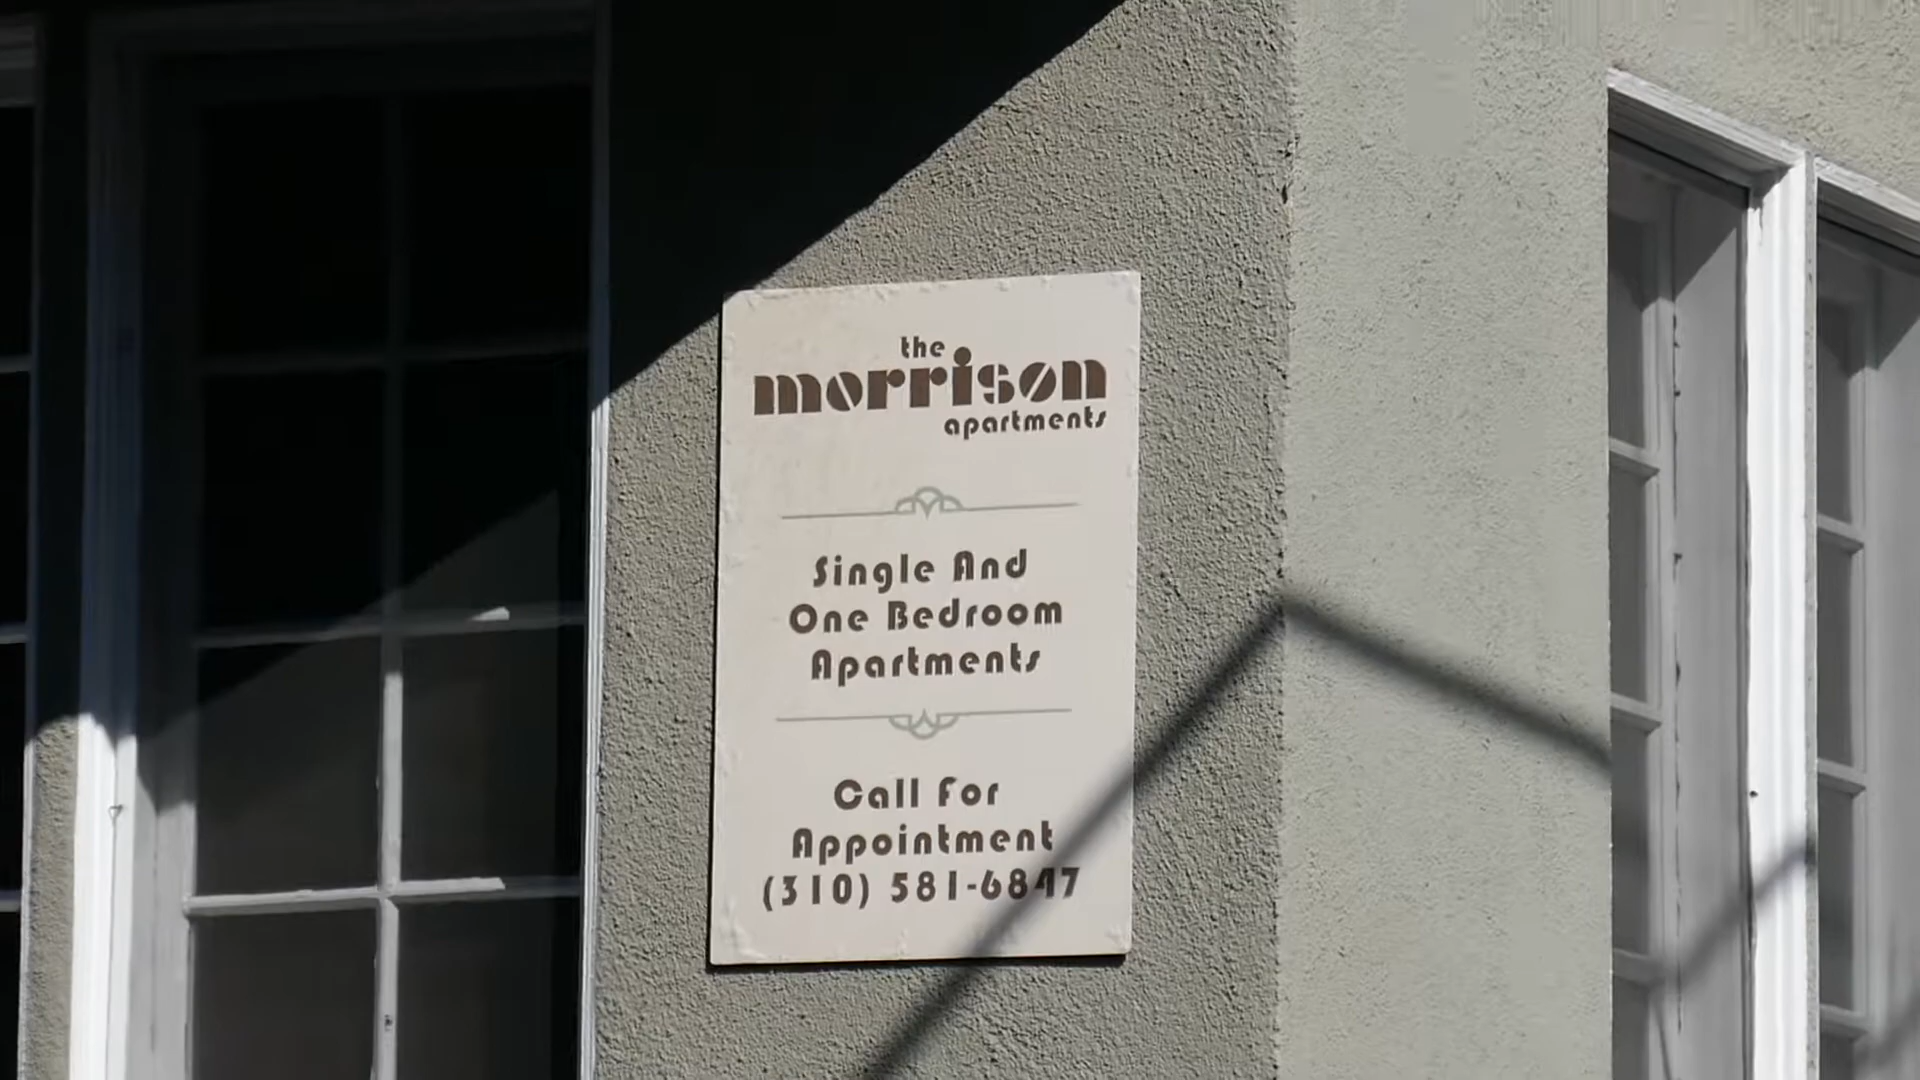 the
morrison
apartments
Single And
One Bedroom
Apartments
Call For
Appointment
(310) 581-6847